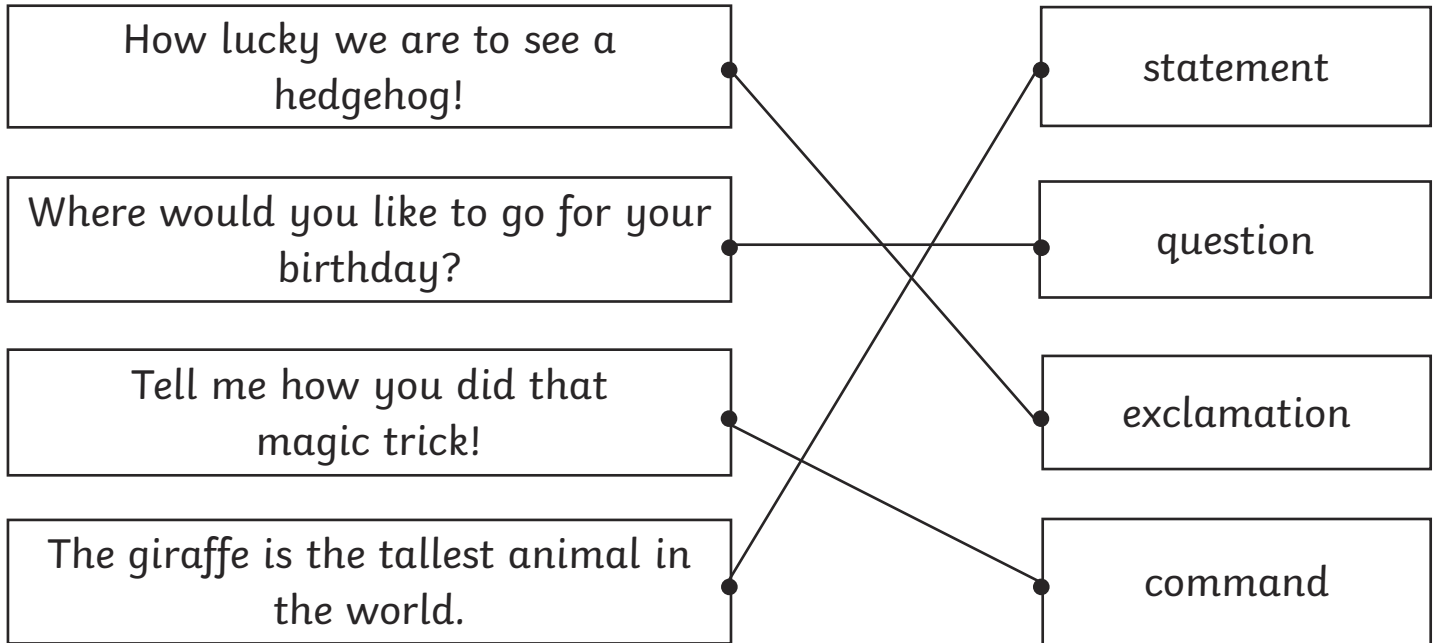 How lucky we are to see a
hedgehog!
statement
Where would you like to go for your
birthday?
question
Tell me how you did that
magic trick!
exclamation
The giraffe is the tallest animal in
the world.
command